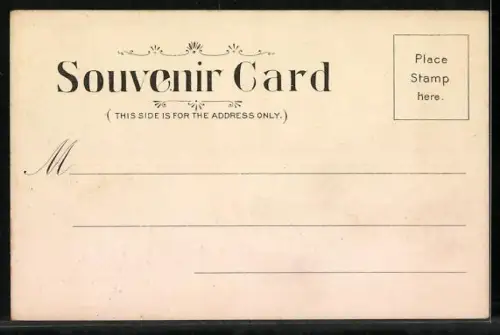 Souvenir Card
(THIS SIDE IS FOR THE ADDRESS ONLY.)
Place
Stamp
here.
M